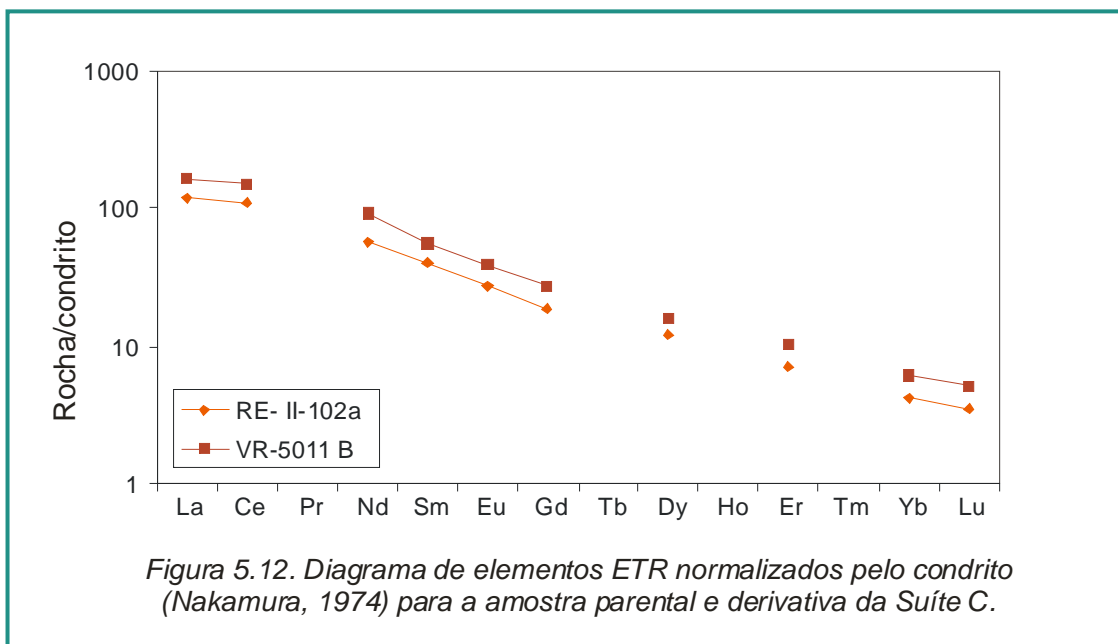 1000
100
10
1
Rocha/condrito
RE- II-102a
VR-5011 B
La Ce Pr Nd Sm Eu Gd Tb Dy Ho Er Tm Yb Lu
Figura 5.12. Diagrama de elementos ETR normalizados pelo condrito
(Nakamura, 1974) para a amostra parental e derivativa da Suíte C.